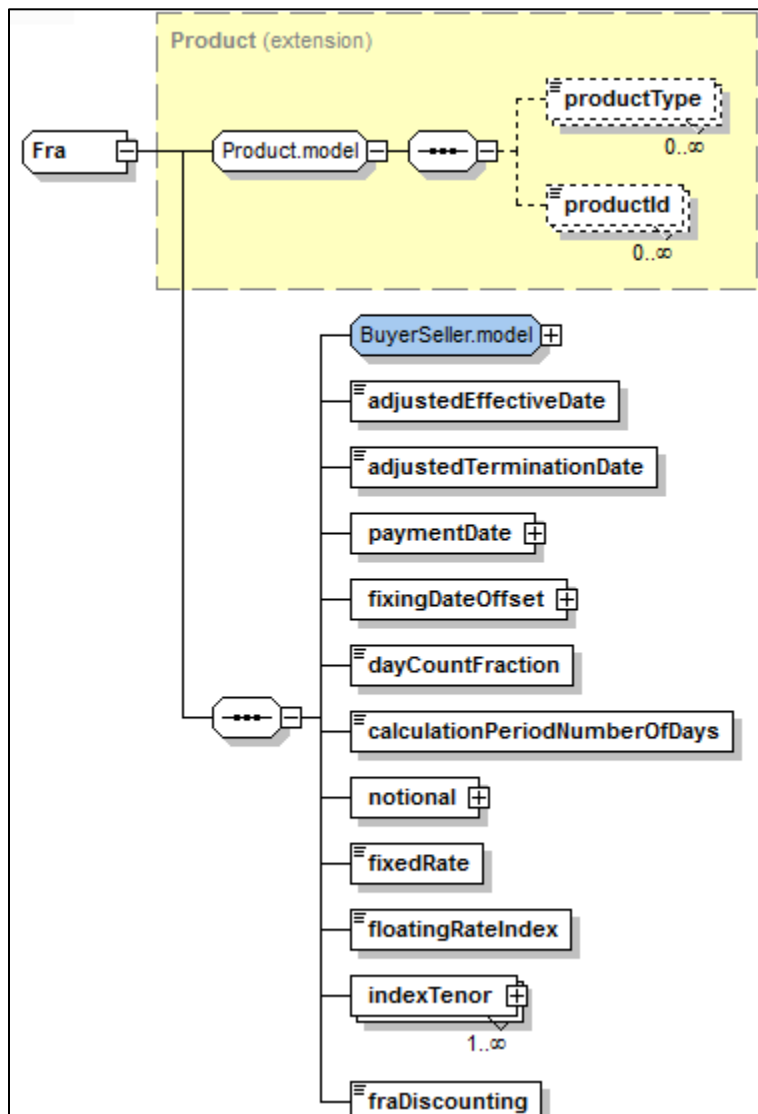 Product (extension)
productType
0..∞
Fra
Product.model
productId
0..∞
BuyerSeller.model
adjustedEffectiveDate
adjustedTerminationDate
paymentDate
fixingDateOffset
dayCountFraction
calculationPeriodNumberOfDays
notional
fixedRate
floatingRateIndex
indexTenor
1..∞
fraDiscounting